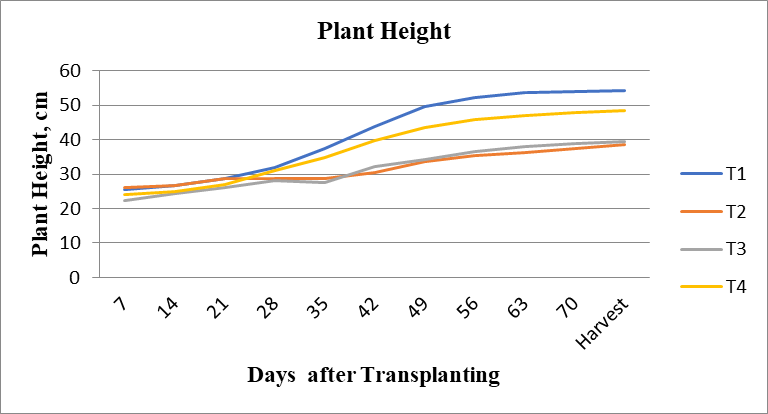 Plant Height
Plant Height, cm
60
50
40
30
20
10
0
7
14
21
28
35
42
49
56
63
70
Harvest
Days after Transplanting
T1
T2
T3
T4